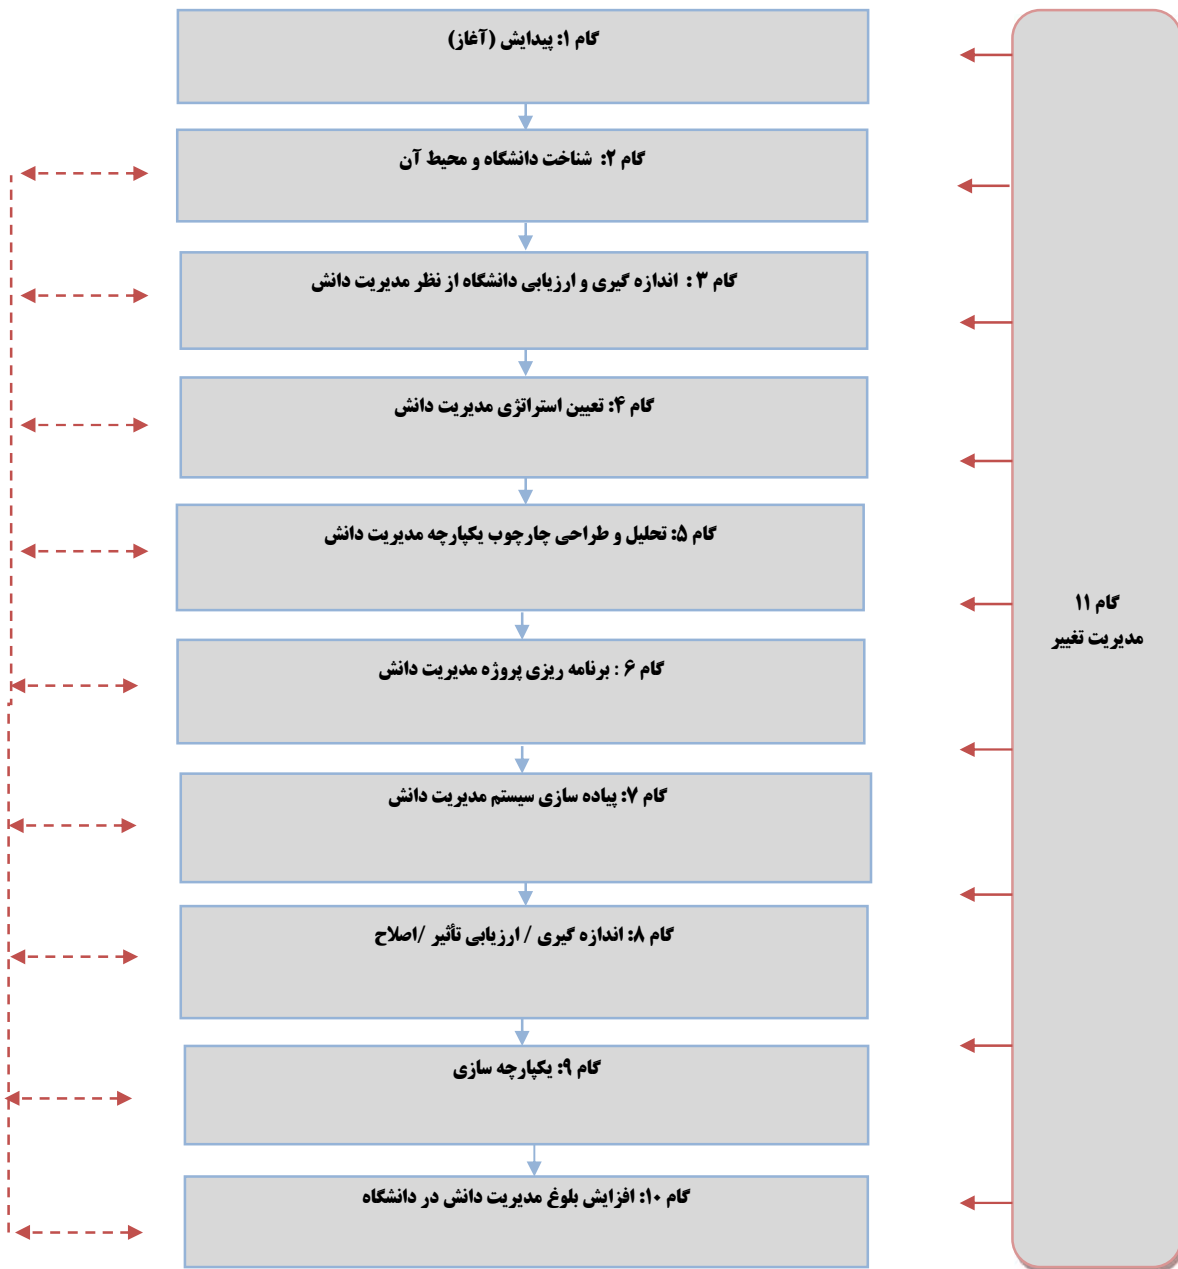 گام ۱: پیدایش (آغاز)
گام ۲: شناخت دانشگاه و محیط آن
گام ۳ : اندازه گیری و ارزیابی دانشگاه از نظر مدیریت دانش
گام ۴: تعیین استراتژی مدیریت دانش
گام ۵: تحلیل و طراحی چارچوب یکپارچه مدیریت دانش
گام ۶ : برنامه ریزی پروژه مدیریت دانش
گام ۷: پیاده سازی سیستم مدیریت دانش
گام ۸: اندازه گیری / ارزیابی تأثیر /اصلاح
گام ۹: یکپارچه سازی
گام ۱۰: افزایش بلوغ مدیریت دانش در دانشگاه
گام ۱۱
مدیریت تغییر